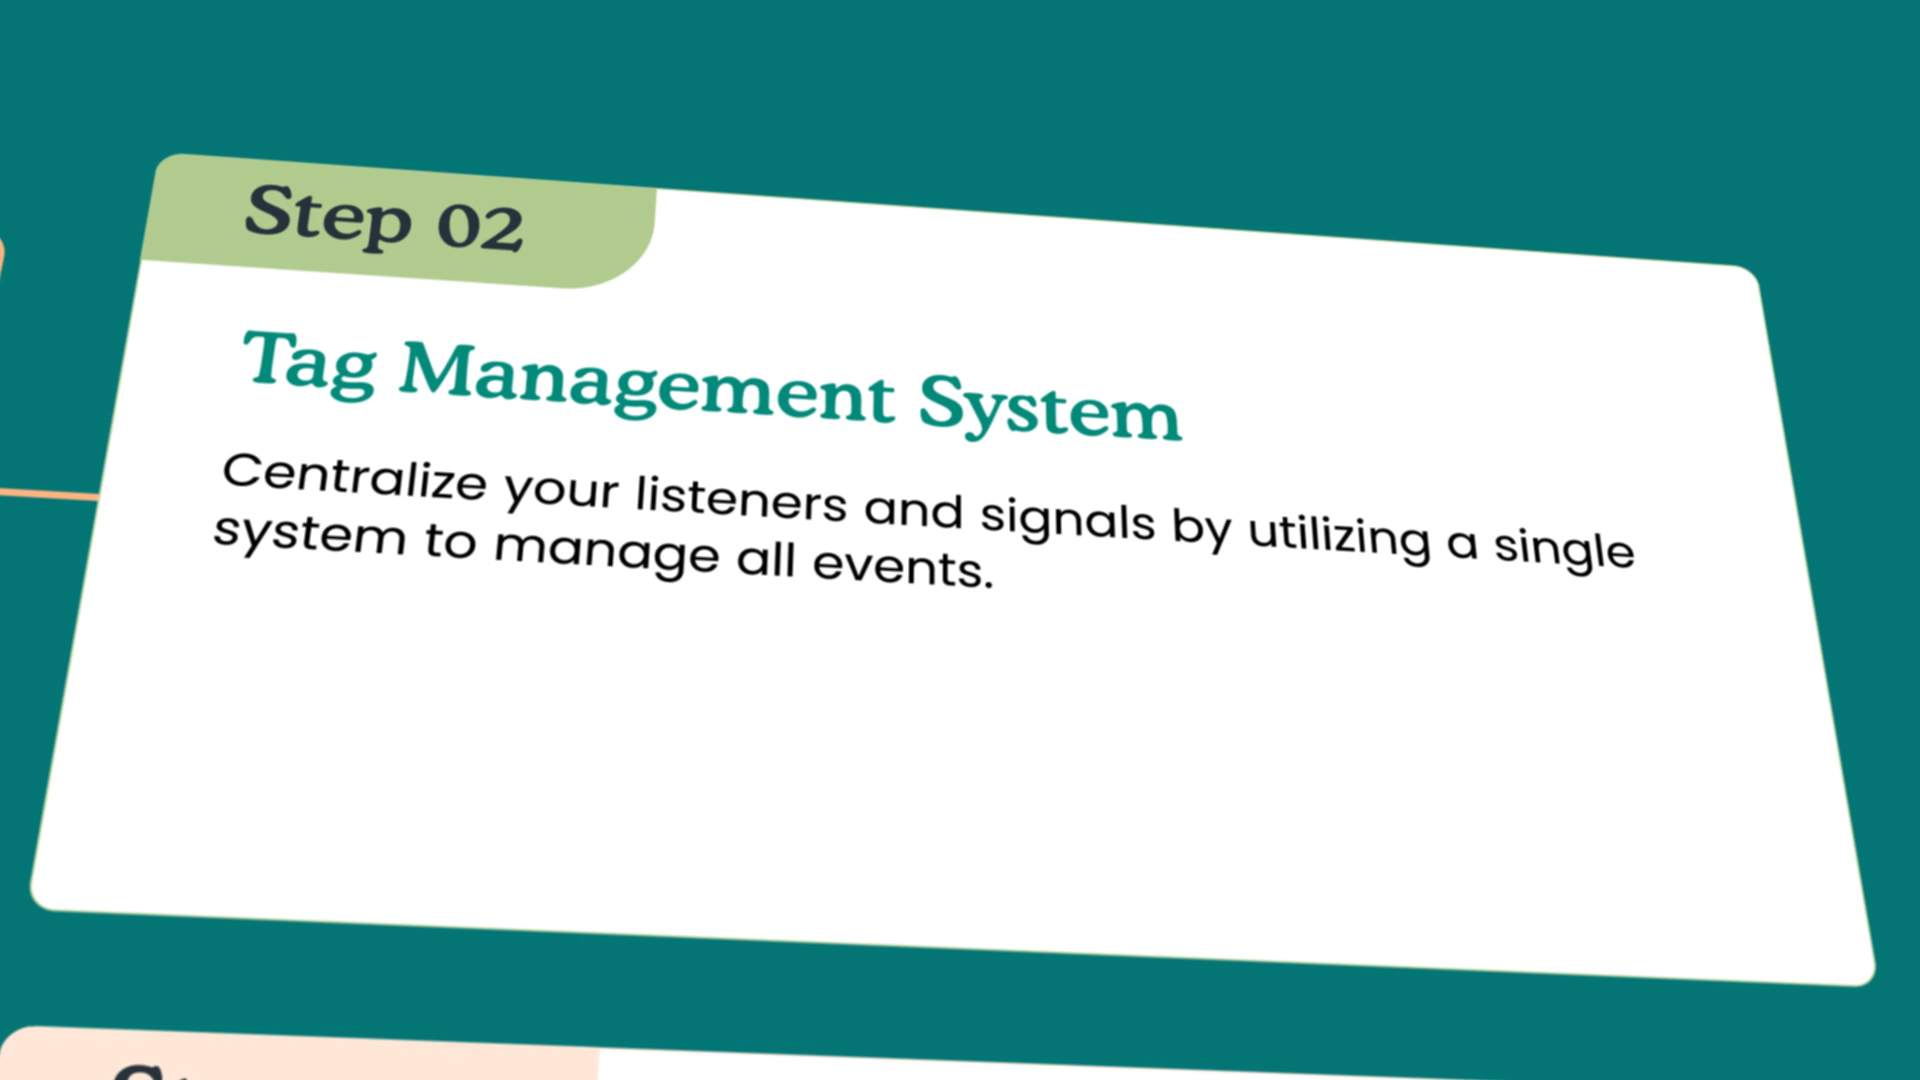 Step 02
Tag Management System
Centralize your listeners and signals by utilizing a single
system to manage all events.